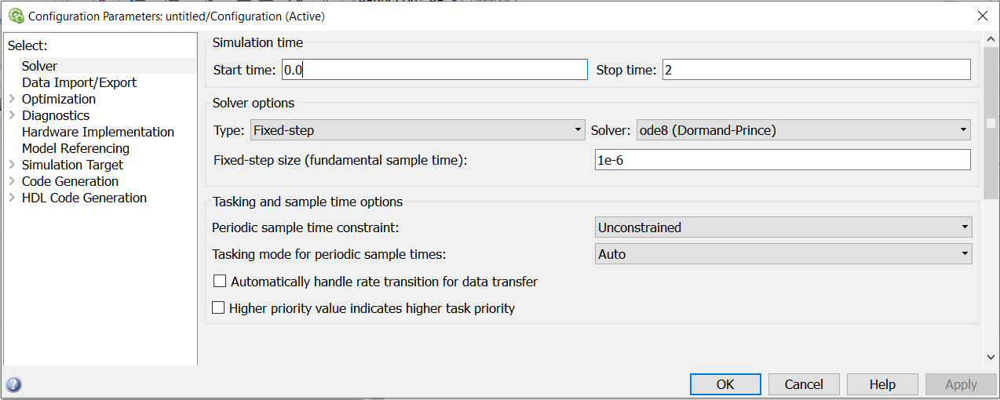 Configuration Parameters: untitled/Configuration (Active)
Select:
Solver
Data Import/Export
Optimization
Diagnostics
Hardware Implementation
Model Referencing
Simulation Target
Code Generation
HDL Code Generation
Simulation time
Start time: 0.0 Stop time: 2
Solver options
Type: Fixed-step Solver: ode8 (Dormand-Prince)
Fixed-step size (fundamental sample time): 1e-6
Tasking and sample time options
Periodic sample time constraint: Unconstrained
Tasking mode for periodic sample times: Auto
Automatically handle rate transition for data transfer
Higher priority value indicates higher task priority
OK Cancel Help Apply